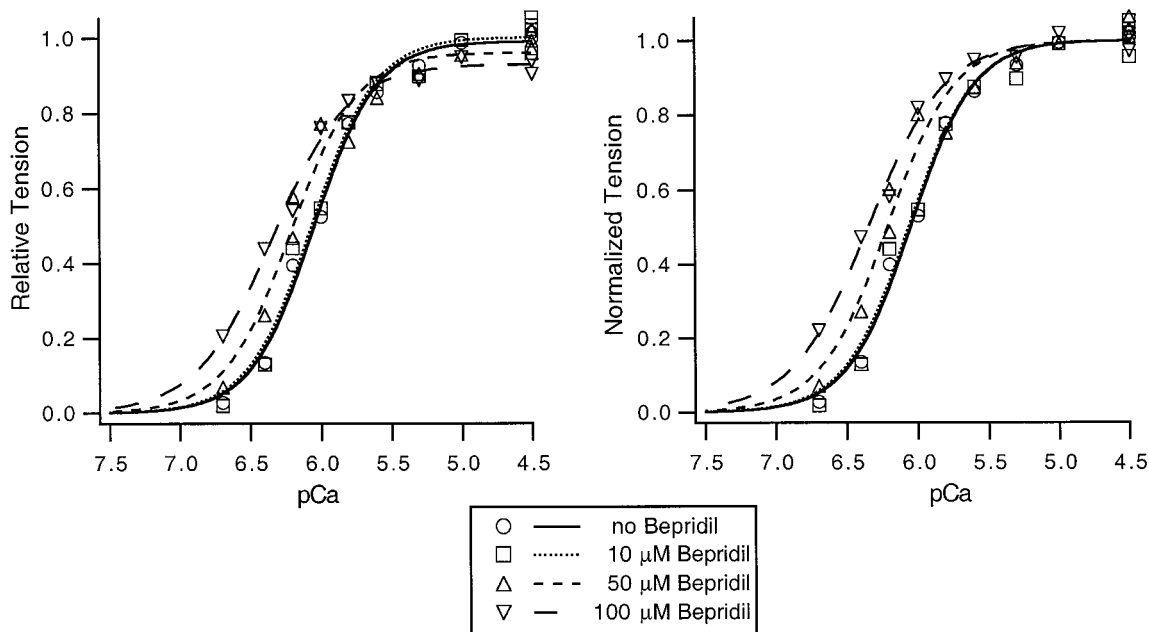 Relative Tension
1.0
0.8
0.6
0.4
0.2
0.0
7.5 7.0 6.5 6.0 5.5 5.0 4.5
pCa
Normalized Tension
1.0
0.8
0.6
0.4
0.2
0.0
7.5 7.0 6.5 6.0 5.5 5.0 4.5
pCa
no Bepridil
10 μM Bepridil
50 μM Bepridil
100 μM Bepridil